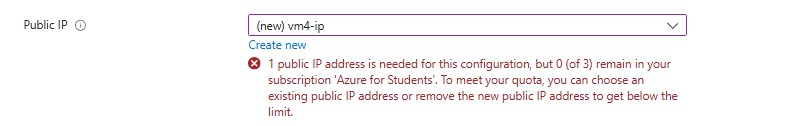 Public IP
(new) vm4-ip
Create new
1 public IP address is needed for this configuration, but 0 (of 3) remain in your
subscription 'Azure for Students'. To meet your quota, you can choose an
existing public IP address or remove the new public IP address to get below the
limit.